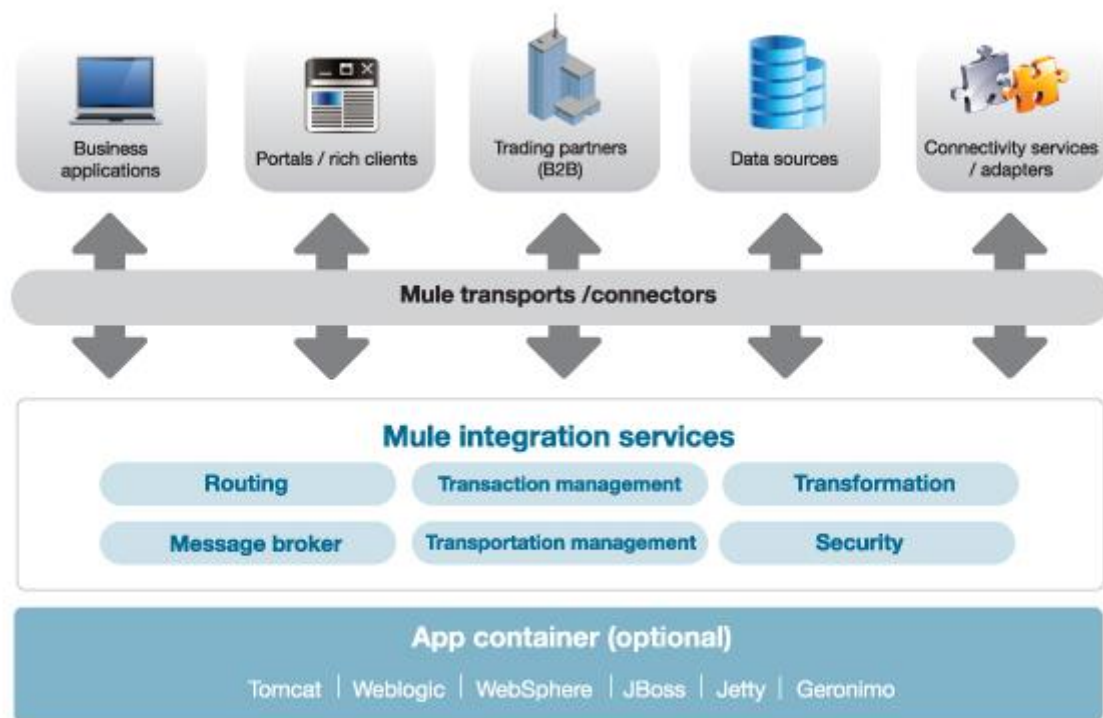 Business
applications
Portals / rich clients
Trading partners
(B2B)
Data sources
Connectivity services
/ adapters
Mule transports /connectors
Mule integration services
Routing
Transaction management
Transformation
Message broker
Transportation management
Security
App container (optional)
Tomcat | Weblogic | WebSphere | JBoss | Jetty | Geronimo